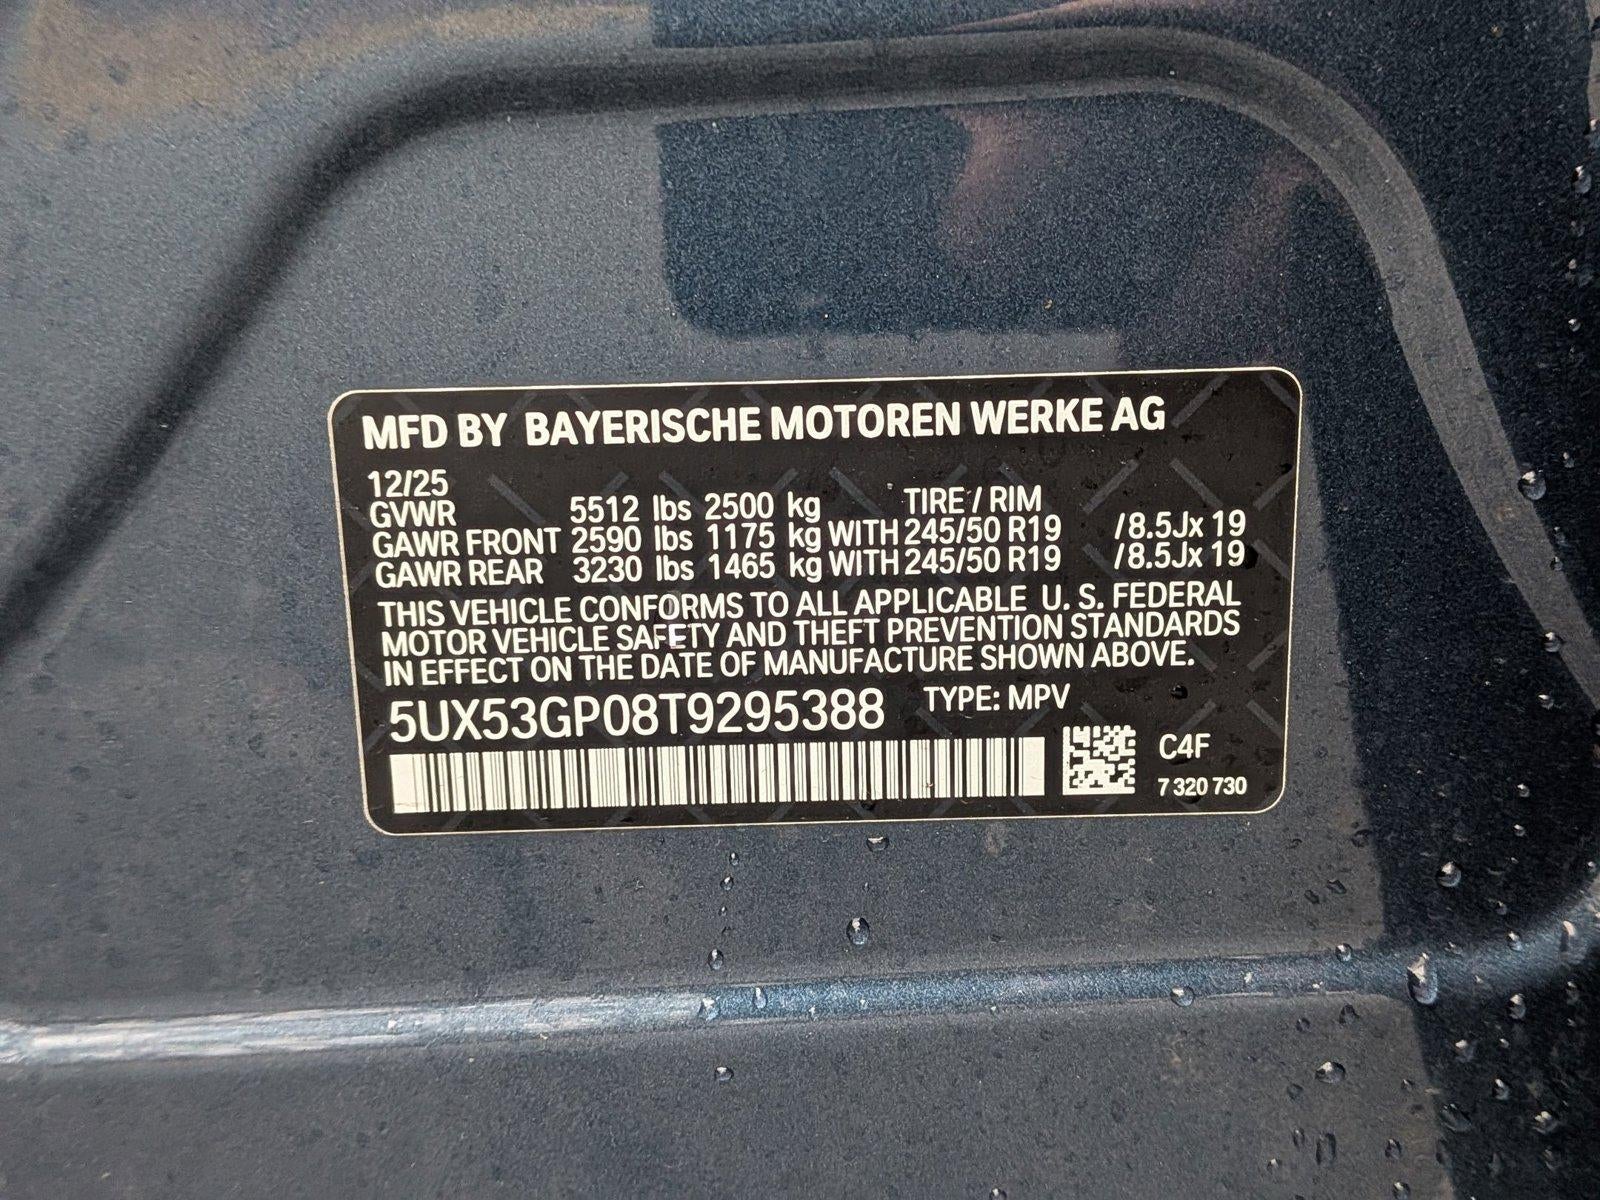 MFD BY BAYERISCHE MOTOREN WERKE AG
12/25
GVWR 5512 lbs 2500 kg TIRE / RIM
GAWR FRONT 2590 lbs 1175 kg WITH 245/50 R19 /8.5Jx 19
GAWR REAR 3230 lbs 1465 kg WITH 245/50 R19 /8.5Jx 19
THIS VEHICLE CONFORMS TO ALL APPLICABLE U. S. FEDERAL
MOTOR VEHICLE SAFETY AND THEFT PREVENTION STANDARDS
IN EFFECT ON THE DATE OF MANUFACTURE SHOWN ABOVE.
5UX53GP08T9295388 TYPE: MPV
C4F
7 320 730